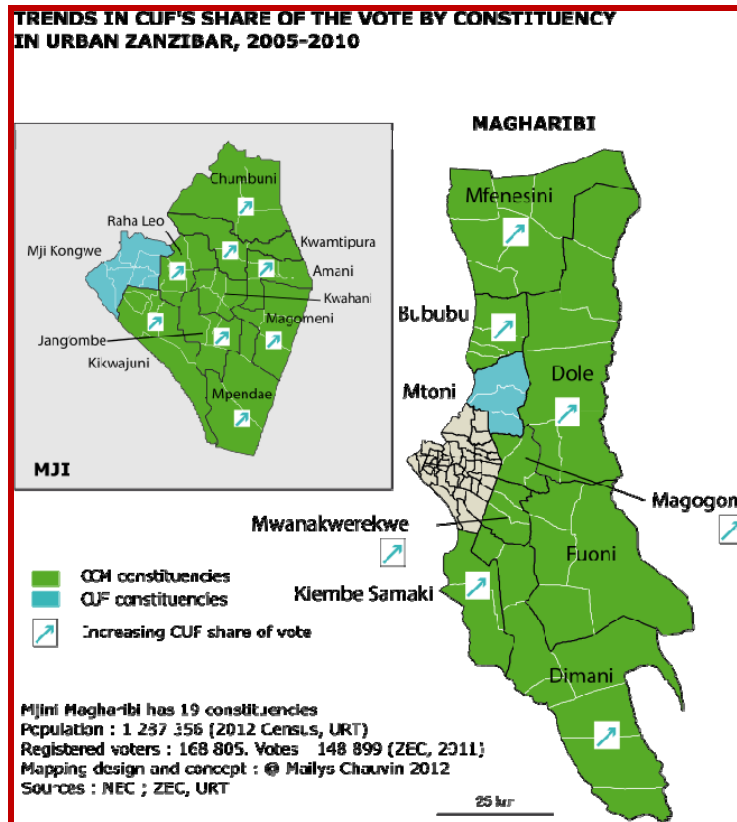 TRENDS IN CUF'S SHARE OF THE VOTE BY CONSTITUENCY
IN URBAN ZANZIBAR, 2005-2010
MAGHARIBI
Chumbuni
Raha Leo
Mji Kongwe
Kwamtipura
Amani
Kwahani
Magomeni
Jangombe
Kikwajuni
Mpendae
MJI
Mfenesini
Bububu
Mtoni
Dole
Magogon
Mwanakwerekwe
Fuoni
Kiembe Samaki
Dimani
CCM constituencies
CUF constituencies
Increasing CUF share of vote
Mjini Magharibi has 19 constituencies
Population : 1 237 356 (2012 Census, URT)
Registered voters : 168 805. Votes 148 899 (ZEC, 2011)
Mapping design and concept : @ Mailys Chauvin 2012
Sources : NEC ; ZEC, URT
25 km